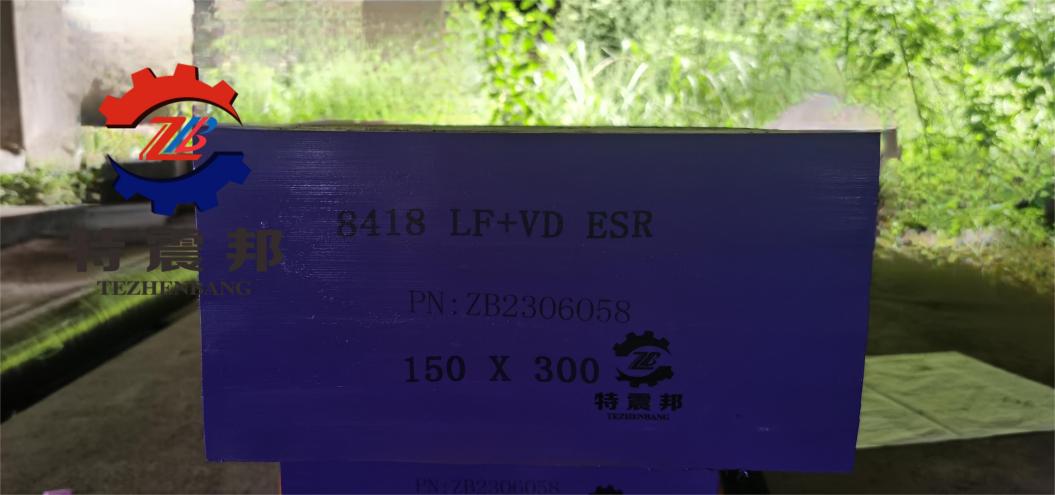 ZB
特震邦
TEZHENBANG
8418 LF+VD ESR
PN:ZB2306058
150 X 300
ZB
特震邦
TEZHENBANG
PN:ZB2306058